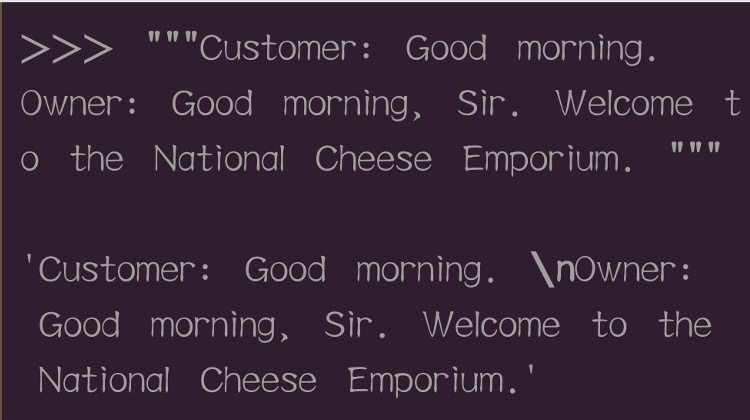 >>> """Customer: Good morning.
Owner: Good morning, Sir. Welcome t
o the National Cheese Emporium. """
'Customer: Good morning. \nOwner:
Good morning, Sir. Welcome to the
National Cheese Emporium.'